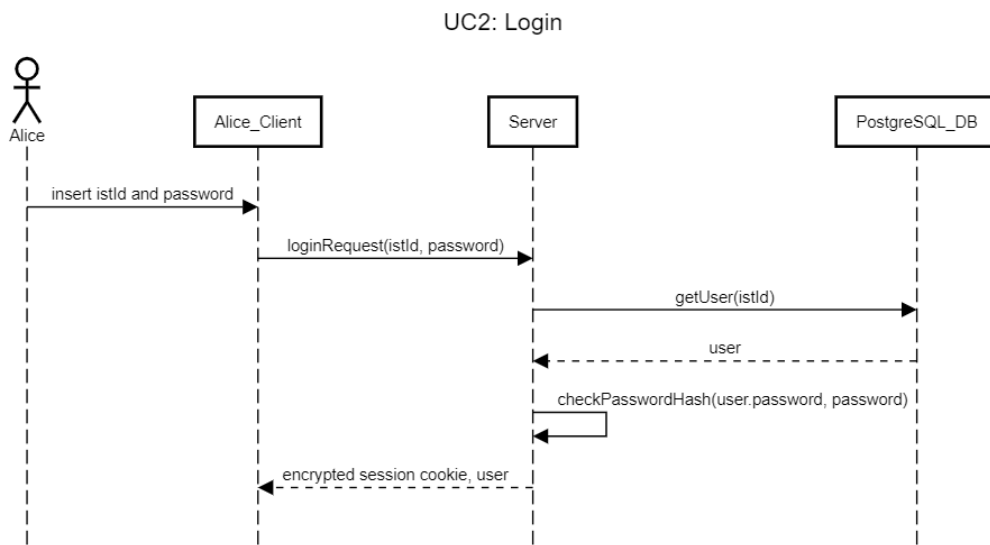 UC2: Login
Alice
Alice_Client
Server
PostgreSQL_DB
insert istId and password
loginRequest(istId, password)
getUser(istId)
user
checkPasswordHash(user.password, password)
encrypted session cookie, user